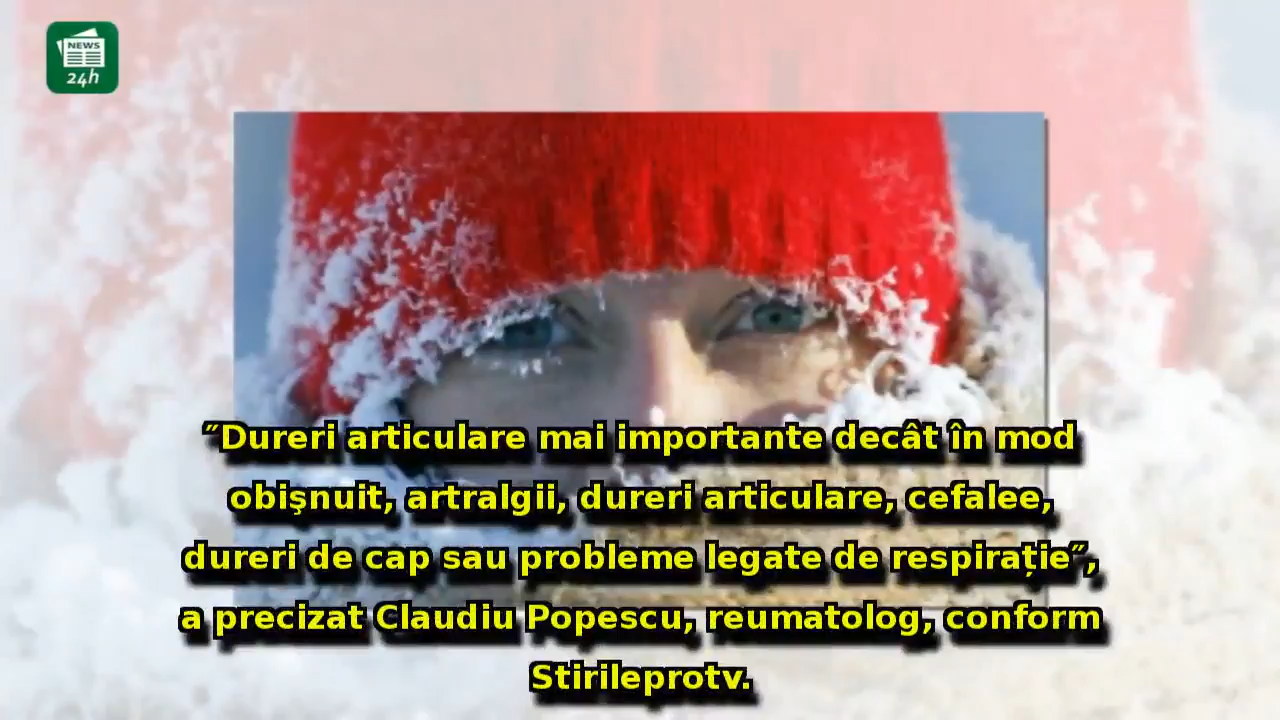 NEWS
24h
″Dureri articulare mai importante decât în mod
obişnuit, artralgii, dureri articulare, cefalee,
dureri de cap sau probleme legate de respirație″,
a precizat Claudiu Popescu, reumatolog, conform
Stirileprotv.